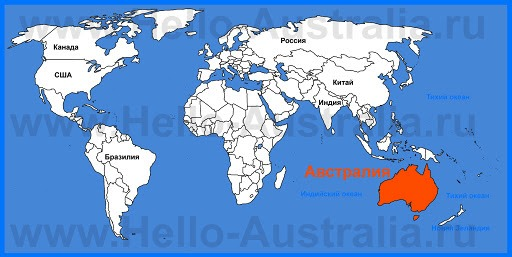 www.Hello-Australia.ru
Россия
Канада
США
Китай
Тихий океан
Индия
www.Hello-Australia.ru
Бразилия
Австралия
Индийский океан
Тихий океан
Новая Зеландия
www.Hello-Australia.ru